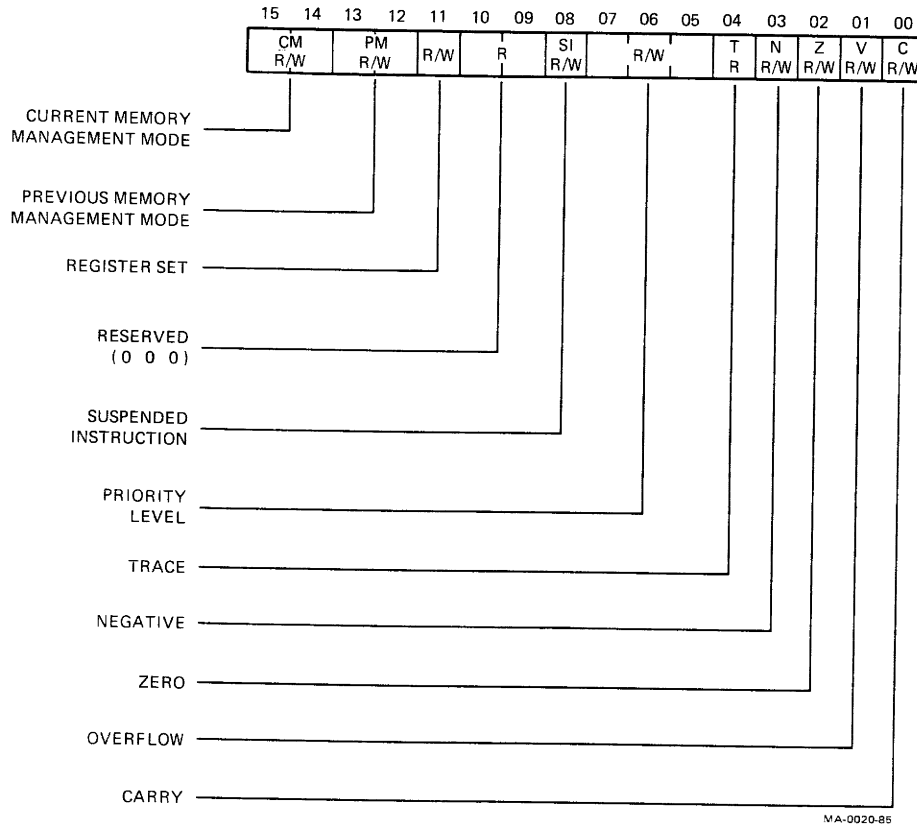 15 14 13 12 11 10 09 08 07 06 05 04 03 02 01 00
CM PM SI T N Z V C
R/W R/W R/W R R/W R/W R R/W R/W R/W R/W
CURRENT MEMORY
MANAGEMENT MODE
PREVIOUS MEMORY
MANAGEMENT MODE
REGISTER SET
RESERVED
(0 0 0)
SUSPENDED
INSTRUCTION
PRIORITY
LEVEL
TRACE
NEGATIVE
ZERO
OVERFLOW
CARRY
MA-0020-85